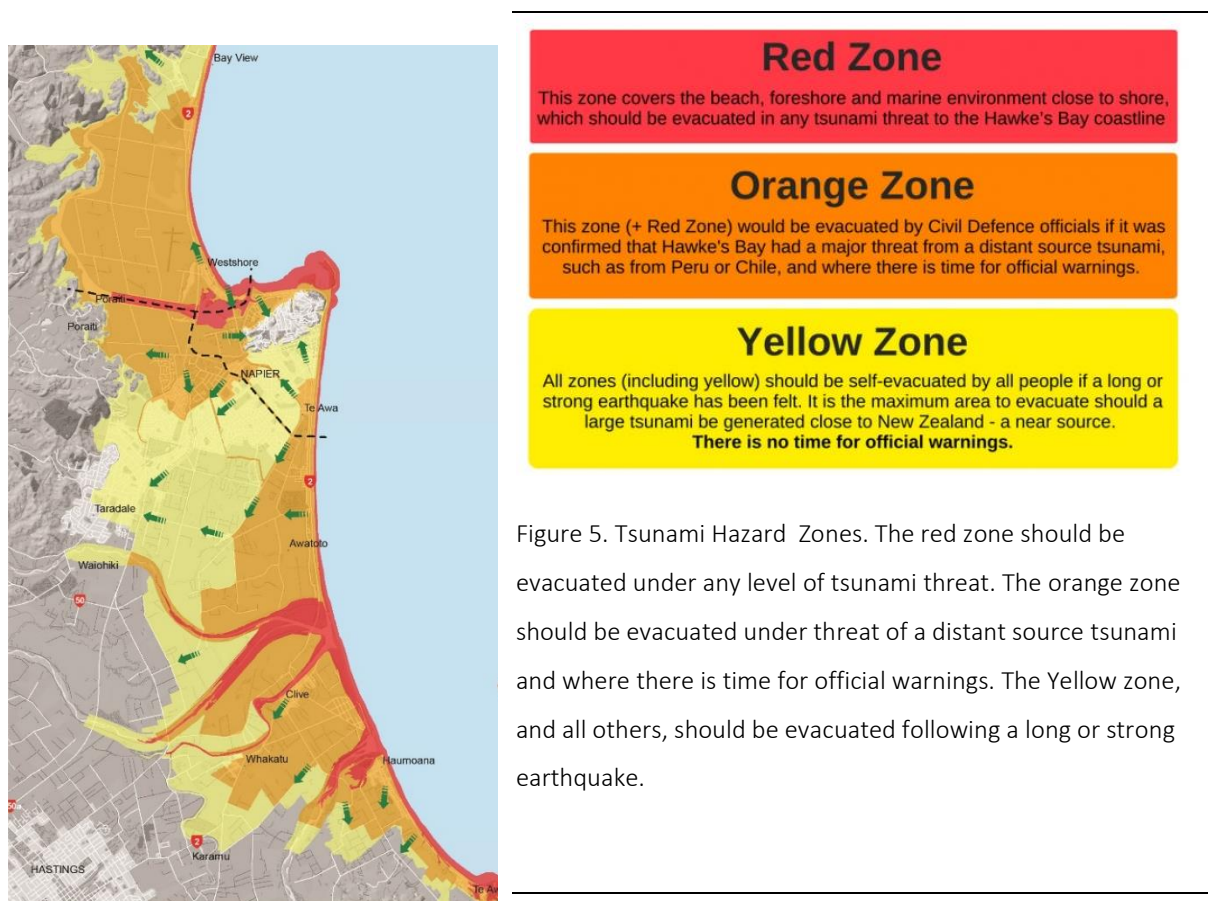 Bay View
2
Westshore
Poraiti
Poraiti
NAPIER
Te Awa
2
Taradale
Awatoto
Waiohiki
50
Clive
Whakatu
Haumoana
50a
2
Karamu
HASTINGS
Te Aw
Red Zone
This zone covers the beach, foreshore and marine environment close to shore,
which should be evacuated in any tsunami threat to the Hawke's Bay coastline
Orange Zone
This zone (+ Red Zone) would be evacuated by Civil Defence officials if it was
confirmed that Hawke's Bay had a major threat from a distant source tsunami,
such as from Peru or Chile, and where there is time for official warnings.
Yellow Zone
All zones (including yellow) should be self-evacuated by all people if a long or
strong earthquake has been felt. It is the maximum area to evacuate should a
large tsunami be generated close to New Zealand - a near source.
There is no time for official warnings.
Figure 5. Tsunami Hazard  Zones. The red zone should be
evacuated under any level of tsunami threat. The orange zone
should be evacuated under threat of a distant source tsunami
and where there is time for official warnings. The Yellow zone,
and all others, should be evacuated following a long or strong
earthquake.